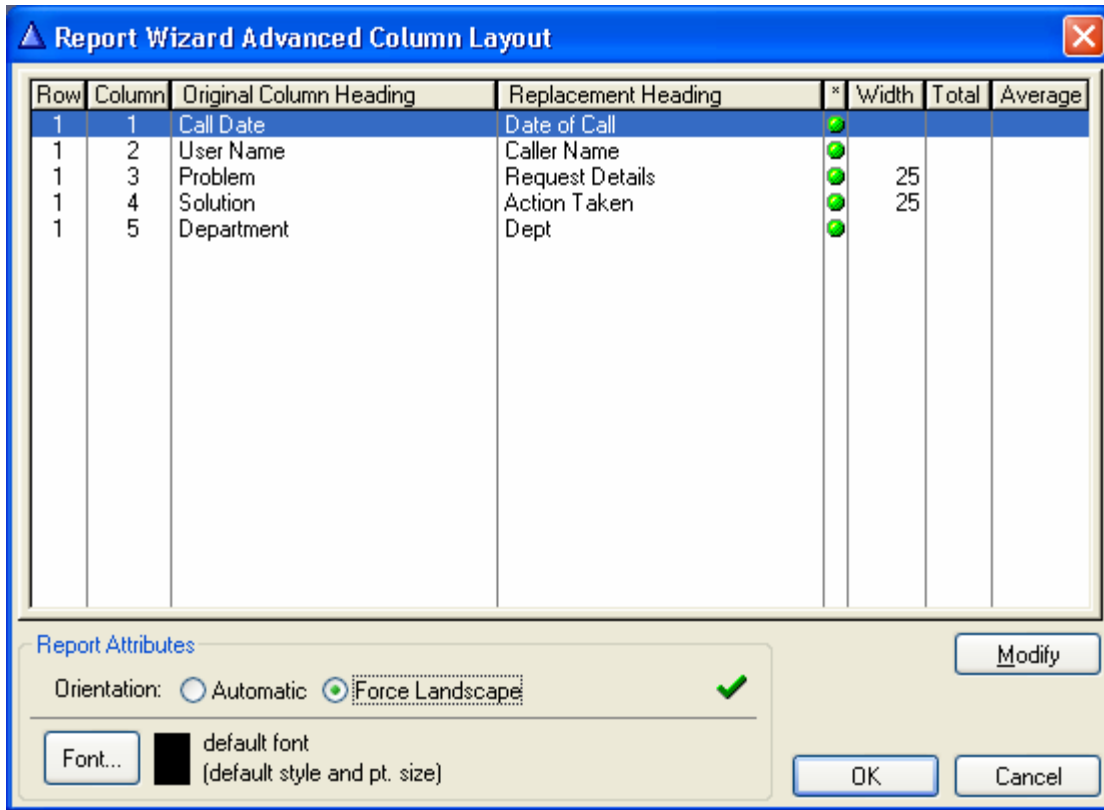 Report Wizard Advanced Column Layout
Row Column Original Column Heading Replacement Heading * Width Total Average
1 1 Call Date Date of Call
1 2 User Name Caller Name
1 3 Problem Request Details 25
1 4 Solution Action Taken 25
1 5 Department Dept
Report Attributes
Modify
Orientation: Automatic Force Landscape
Font... default font
(default style and pt. size)
OK Cancel